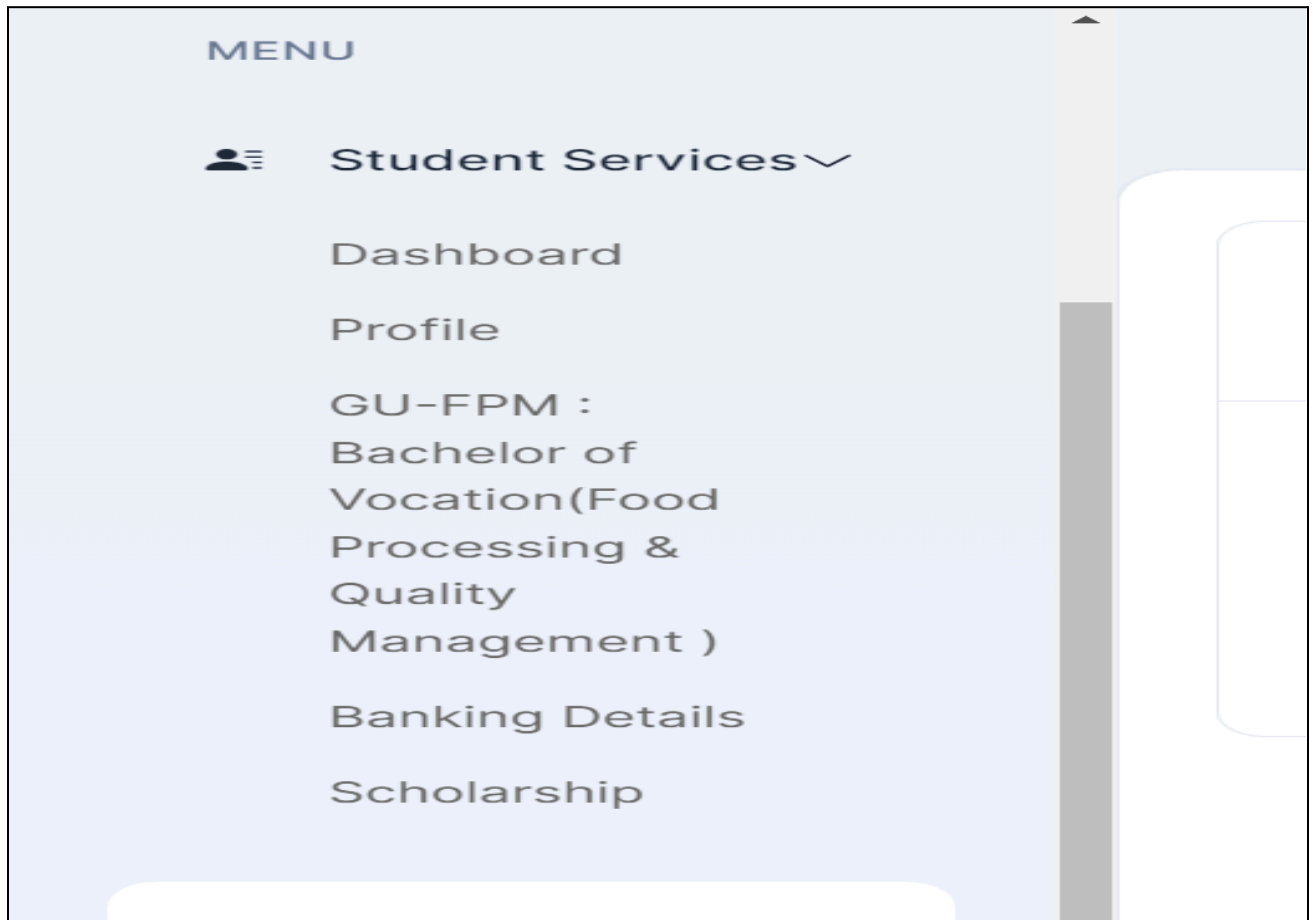 MENU
Student Services
Dashboard
Profile
GU-FPM :
Bachelor of
Vocation(Food
Processing &
Quality
Management )
Banking Details
Scholarship